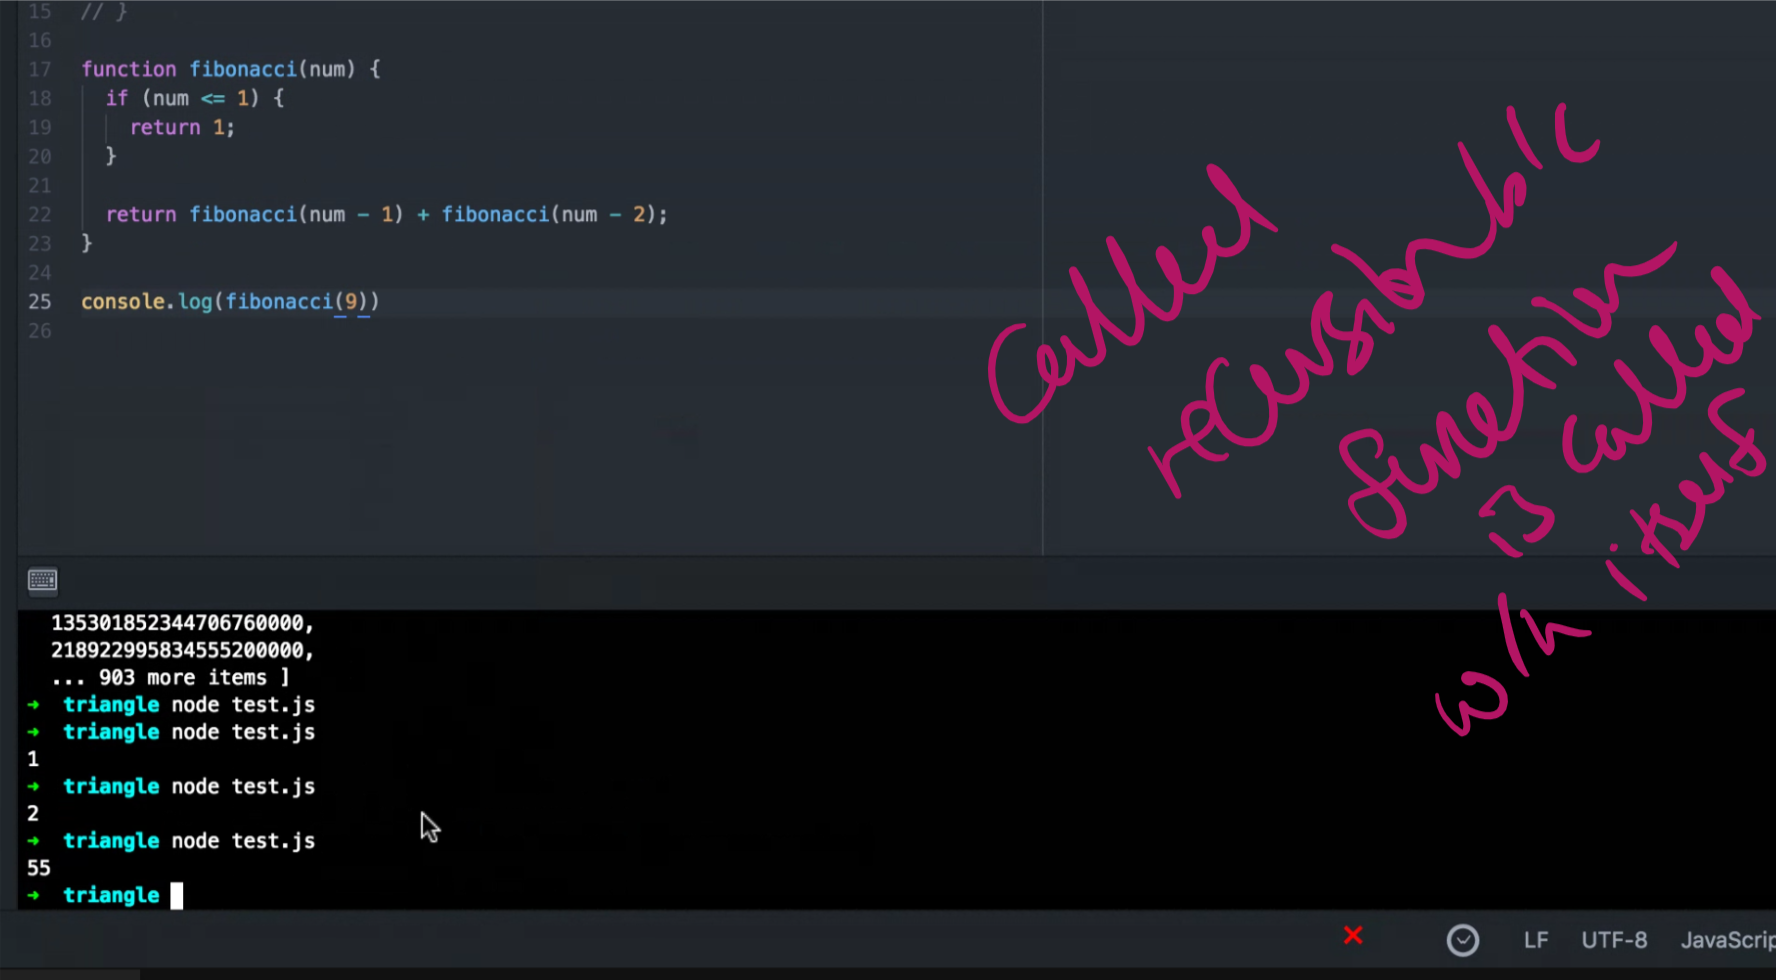 15 // }
16
17 function fibonacci(num) {
18 if (num <= 1) {
19 return 1;
20 }
21
22 return fibonacci(num - 1) + fibonacci(num - 2);
23 }
24
25 console.log(fibonacci(9))
26
Called
recursion b/c
function
is called
w/n itself
135301852344706760000,
218922995834555200000,
... 903 more items ]
➜ triangle node test.js
➜ triangle node test.js
1
➜ triangle node test.js
2
➜ triangle node test.js
55
➜ triangle
LF UTF-8 JavaScrip